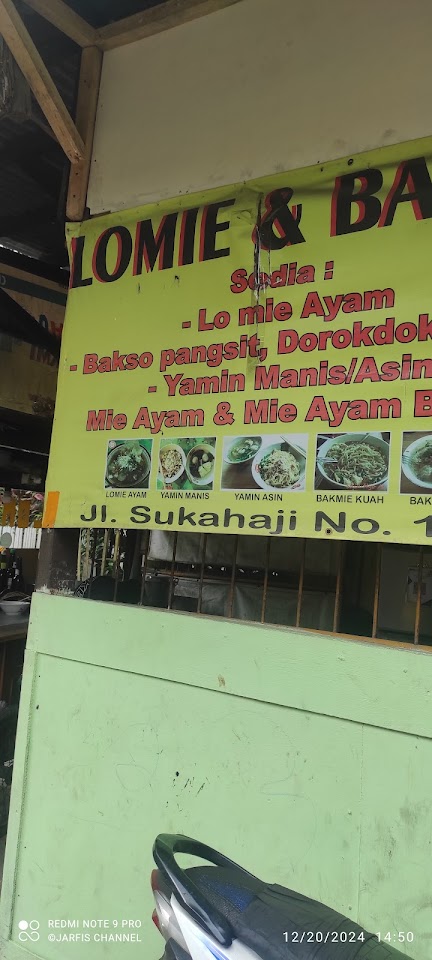 LOMIE & BA
Sedia :
- Lo mie Ayam
- Bakso pangsit, Dorokdok
- Yamin Manis/Asin
Mie Ayam & Mie Ayam B
LOMIE AYAM YAMIN MANIS YAMIN ASIN BAKMIE KUAH BAK
Jl. Sukahaji No. 1
REDMI NOTE 9 PRO
©JARFIS CHANNEL
12/20/2024 14:50